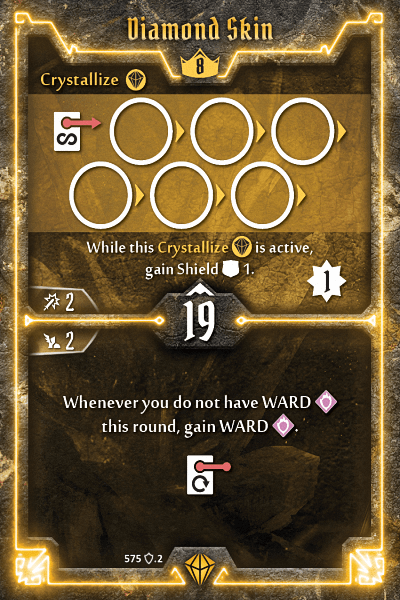 Diamond Skin
8
Crystallize
S
While this Crystallize is active,
gain Shield 1.
1
2
19
2
Whenever you do not have WARD
this round, gain WARD .
575 .2